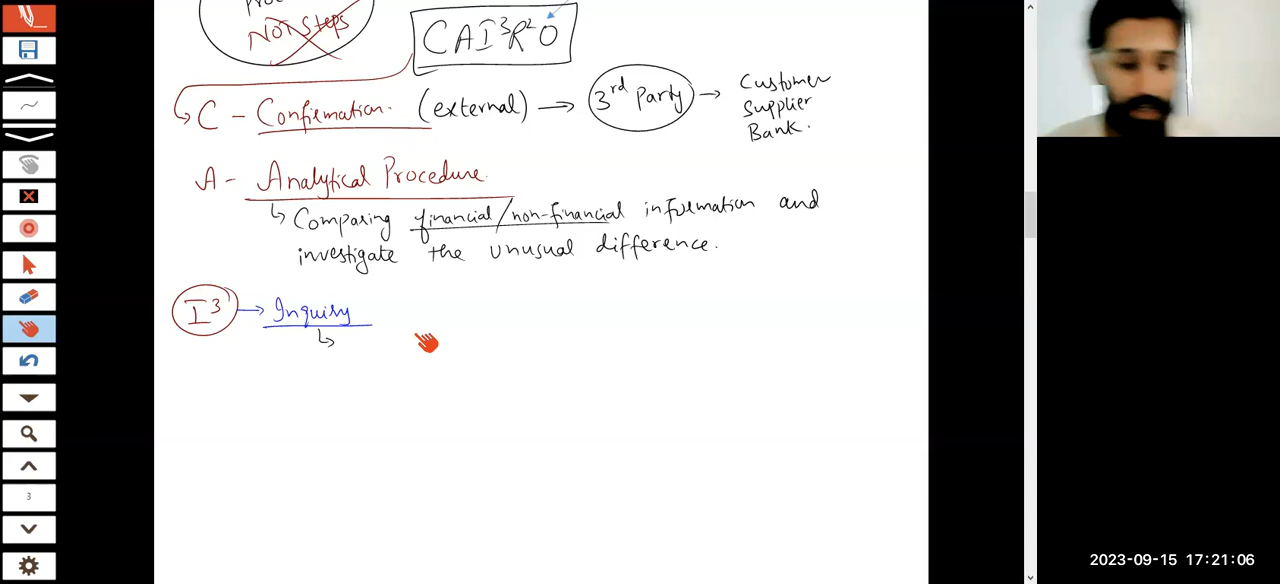 NOT Steps
CAI³R²O
C - Confirmation. (external) → 3rd Party → Customer
Supplier
Bank.
A - Analytical Procedure.
↳ Comparing financial/non-financial information and
investigate the unusual difference.
I³ → Inquiry
↳
3
2023-09-15 17:21:06